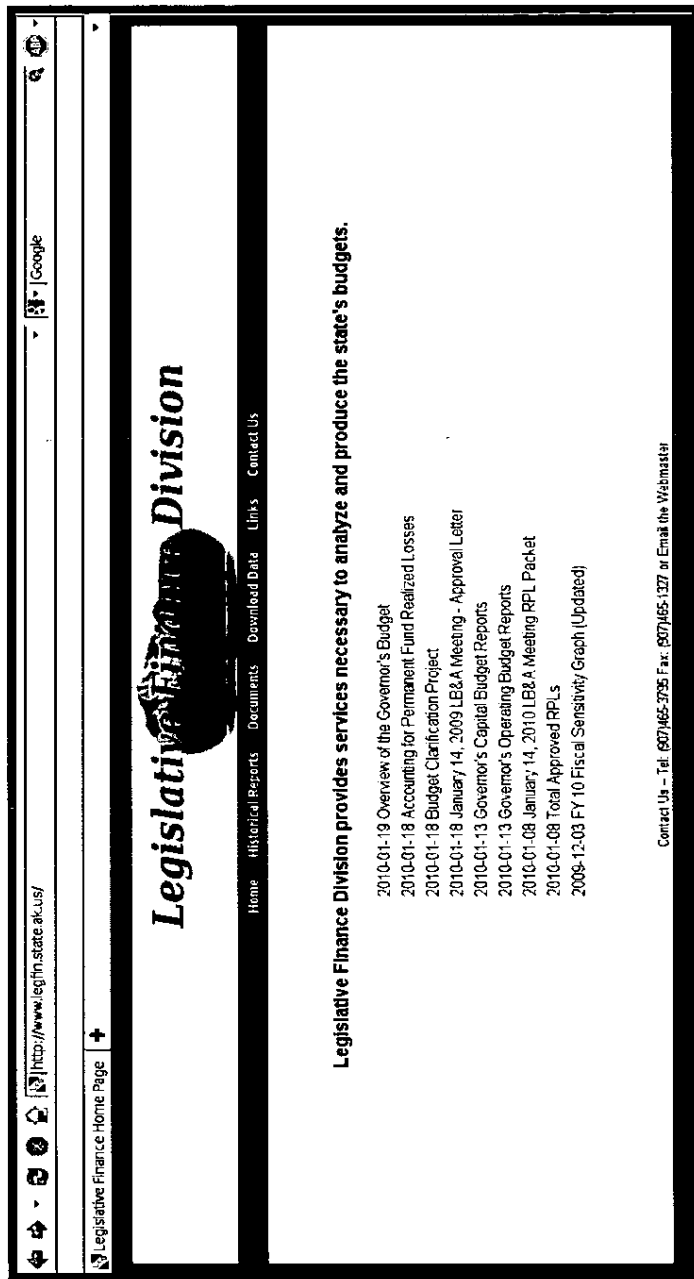 http://www.legfin.state.ak.us/
Google
ABP
Legislative Finance Home Page
Legislative Finance Division
Home Historical Reports Documents Download Data Links Contact Us
Legislative Finance Division provides services necessary to analyze and produce the state's budgets.
2010-01-19 Overview of the Governor's Budget
2010-01-18 Accounting for Permanent Fund Realized Losses
2010-01-18 Budget Clarification Project
2010-01-18 January 14, 2009 LB&A Meeting - Approval Letter
2010-01-13 Governor's Capital Budget Reports
2010-01-13 Governor's Operating Budget Reports
2010-01-08 January 14, 2010 LB&A Meeting RPL Packet
2010-01-08 Total Approved RPLs
2009-12-03 FY 10 Fiscal Sensitivity Graph (Updated)
Contact Us – Tel: (907)465-3795 Fax: (907)465-1327 or Email the Webmaster